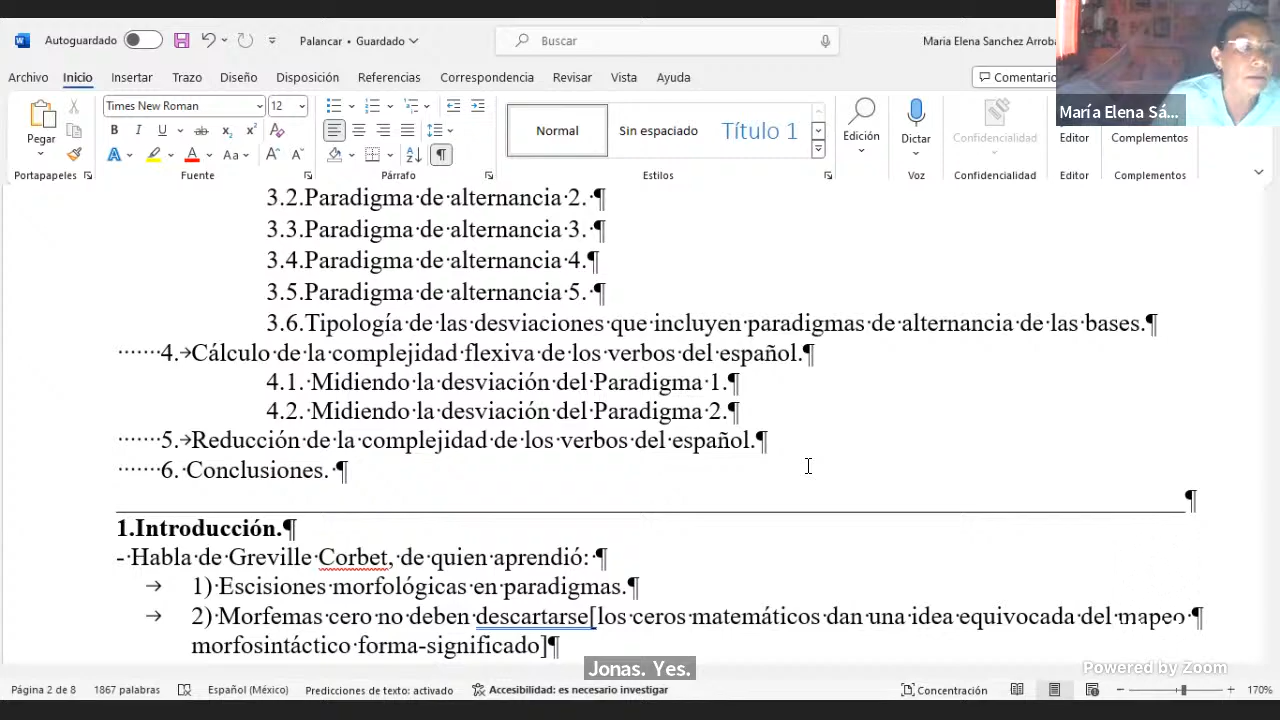 Autoguardado
Palancar • Guardado
Buscar
Maria Elena Sanchez Arroba
Archivo Inicio Insertar Trazo Diseño Disposición Referencias Correspondencia Revisar Vista Ayuda
Comentario
María Elena Sá...
Pegar
Times New Roman 12
Normal
Sin espaciado
Título 1
Edición
Dictar
Confidencialidad
Editor
Complementos
Portapapeles Fuente Párrafo Estilos Voz Confidencialidad Editor Complementos
3.2.Paradigma·de·alternancia·2.·¶
3.3.Paradigma·de·alternancia·3.·¶
3.4.Paradigma·de·alternancia·4.¶
3.5.Paradigma·de·alternancia·5.·¶
3.6.Tipología·de·las·desviaciones·que·incluyen·paradigmas·de·alternancia·de·las·bases.¶
·······4.→Cálculo·de·la·complejidad·flexiva·de·los·verbos·del·español.¶
4.1.·Midiendo·la·desviación·del·Paradigma·1.¶
4.2.·Midiendo·la·desviación·del·Paradigma·2.¶
·······5.→Reducción·de·la·complejidad·de·los·verbos·del·español.¶
·······6.·Conclusiones.·¶
¶
1.Introducción.¶
-·Habla·de·Greville·Corbet,·de·quien·aprendió:·¶
→ 1)·Escisiones·morfológicas·en·paradigmas.¶
→ 2)·Morfemas·cero·no·deben·descartarse[los·ceros·matemáticos·dan·una·idea·equivocada·del·mapeo·¶
morfosintáctico·forma-significado]¶
Jonas. Yes.
Powered by Zoom
Página 2 de 8 1867 palabras Español (México) Predicciones de texto: activado Accesibilidad: es necesario investigar Concentración 170%